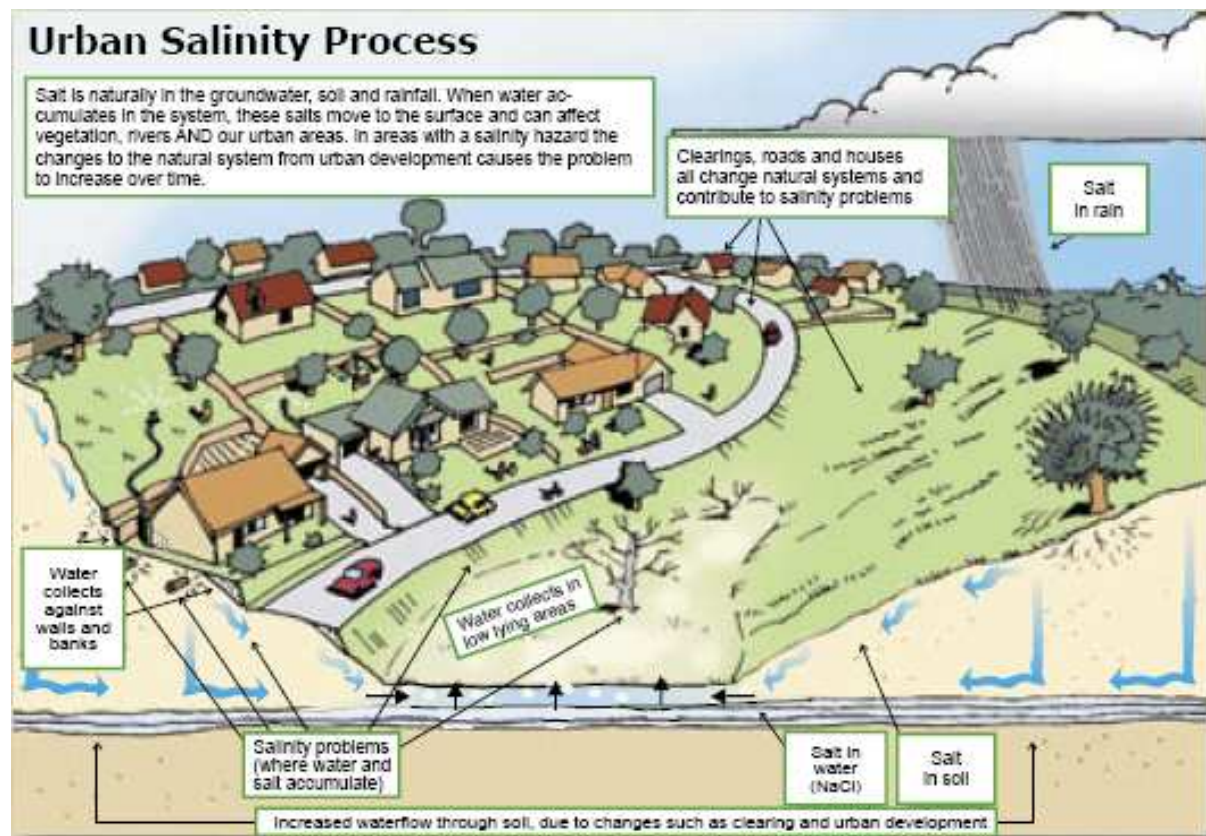 Urban Salinity Process
Salt is naturally in the groundwater, soil and rainfall. When water ac-
cumulates in the system, these salts move to the surface and can affect
vegetation, rivers AND our urban areas. In areas with a salinity hazard the
changes to the natural system from urban development causes the problem
to increase over time.
Clearings, roads and houses
all change natural systems and
contribute to salinity problems
Salt
in rain
Water
collects
against
walls and
banks
Water collects in
low lying areas
Salinity problems
(where water and
salt accumulate)
Salt in
water
(NaCl)
Salt
in soil
Increased waterflow through soil, due to changes such as clearing and urban development